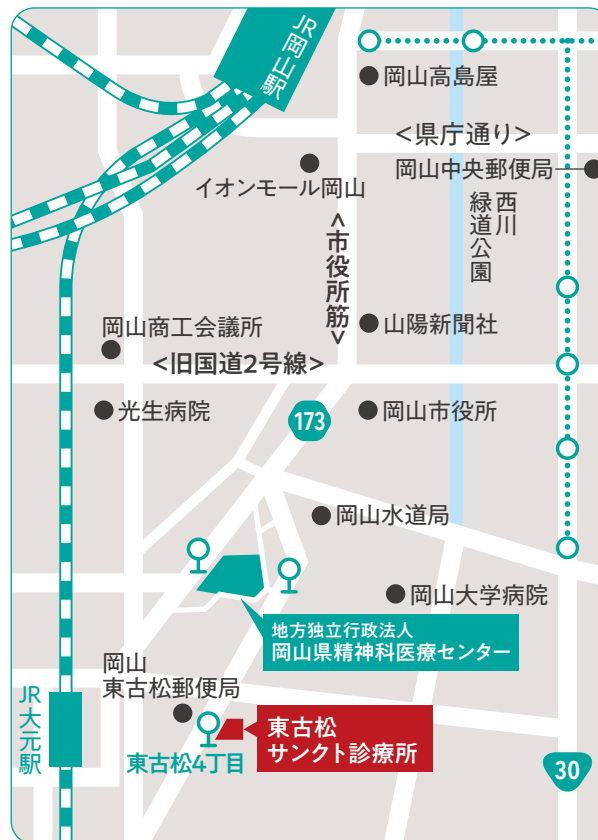 JR岡山駅
岡山高島屋
<県庁通り>
岡山中央郵便局
イオンモール岡山
西川
緑道公園
<市役所筋>
山陽新聞社
岡山商工会議所
<旧国道2号線>
光生病院
173
岡山市役所
岡山水道局
岡山大学病院
地方独立行政法人
岡山県精神科医療センター
岡山
東古松郵便局
JR大元駅
東古松
サンクト診療所
東古松4丁目
30